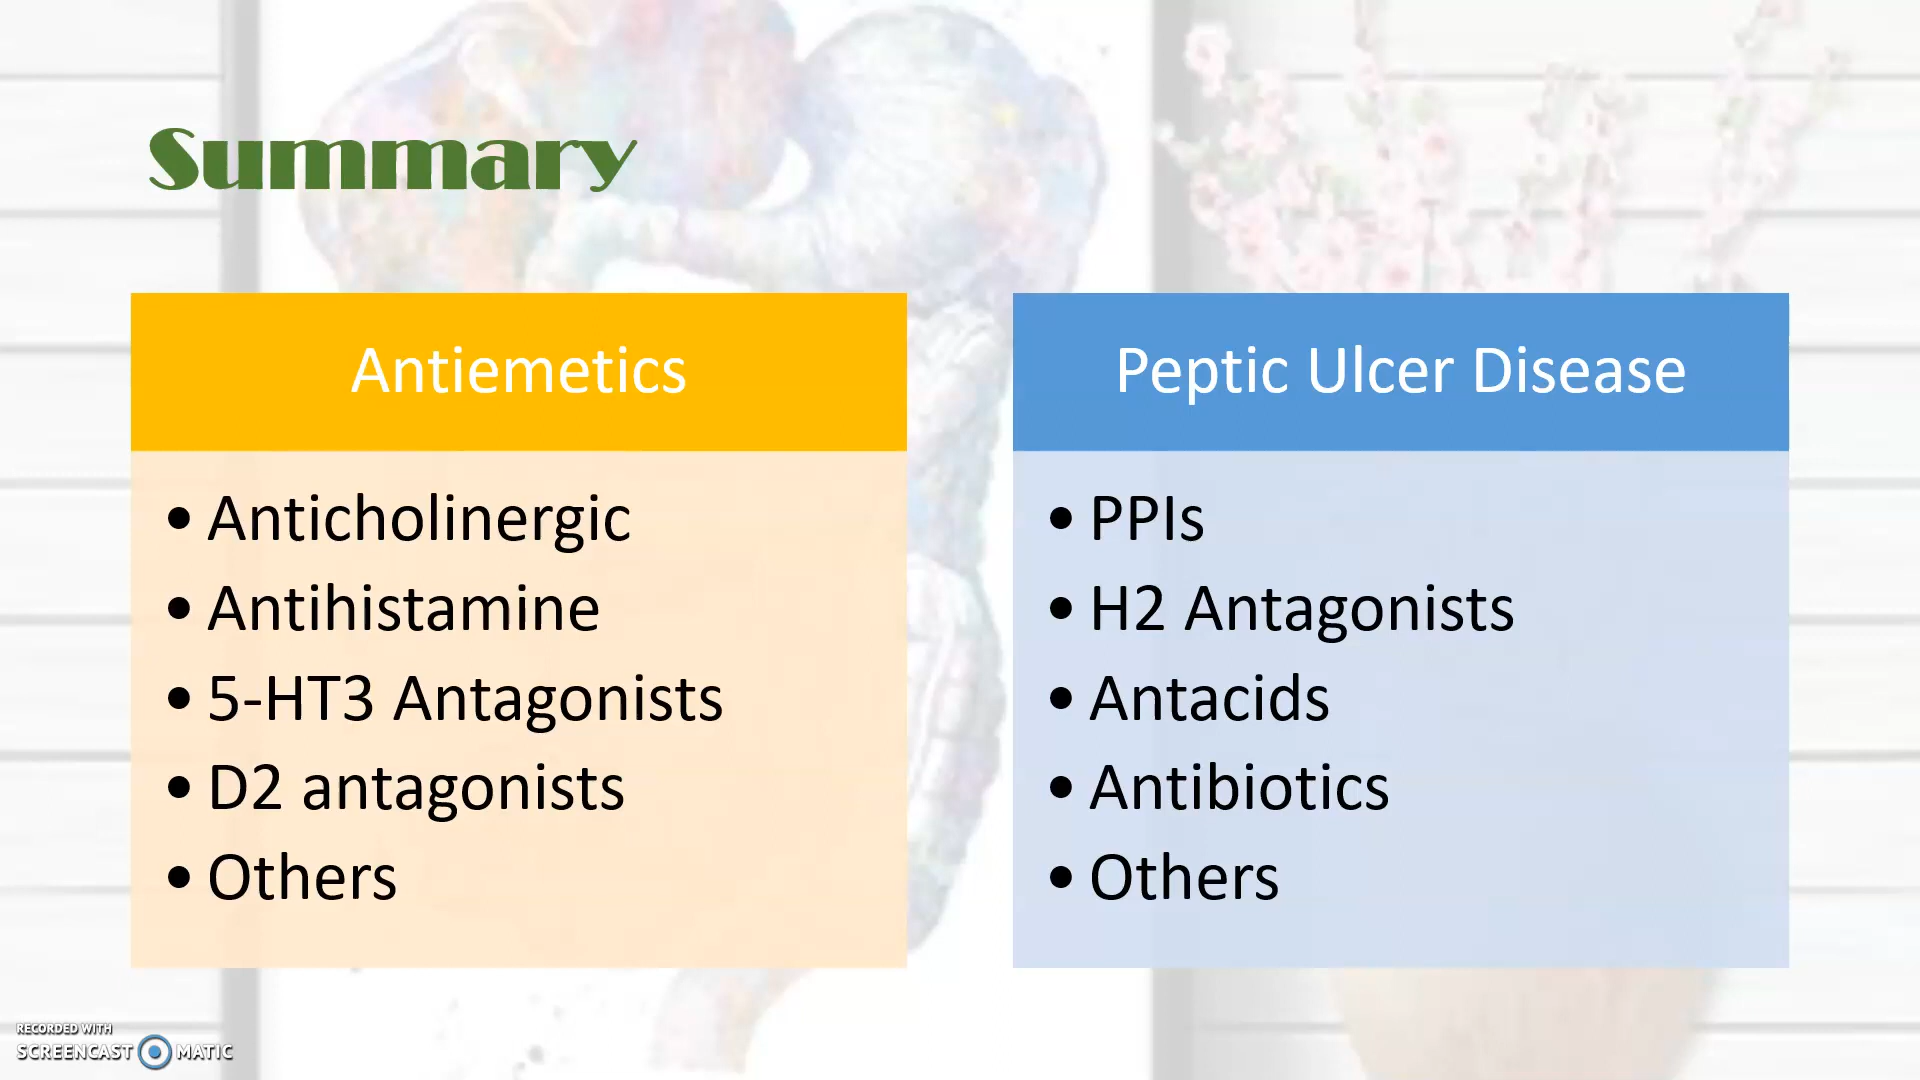 Summary
Antiemetics
• Anticholinergic
• Antihistamine
• 5-HT3 Antagonists
• D2 antagonists
• Others
Peptic Ulcer Disease
• PPIs
• H2 Antagonists
• Antacids
• Antibiotics
• Others
RECORDED WITH
SCREENCAST MATIC